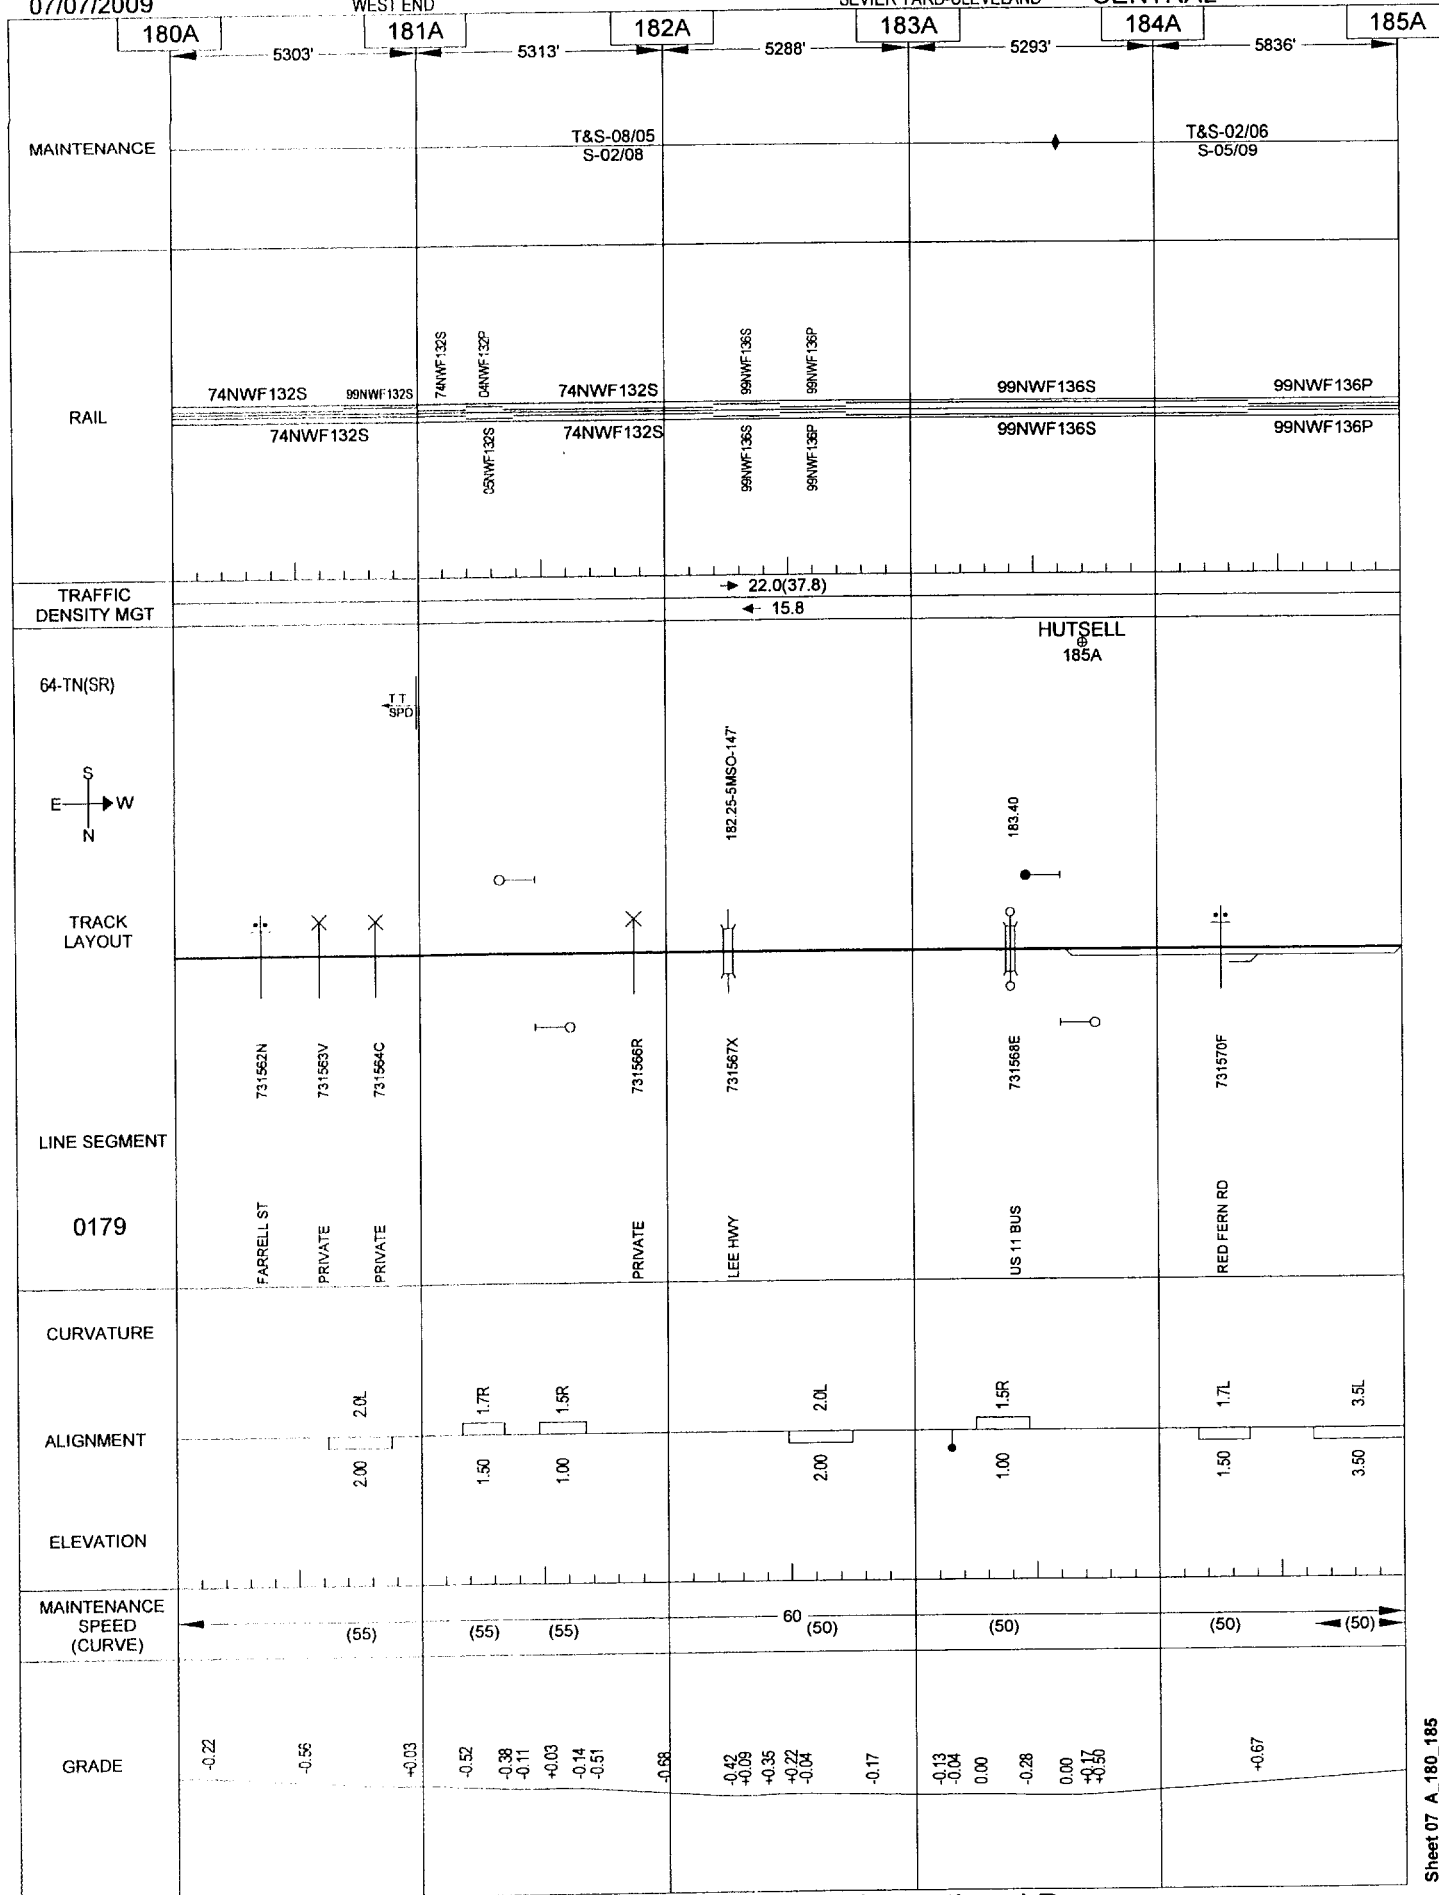 07/07/2009 WEST END SEVIER YARD-CLEVELAND CENTRAL
180A 181A 182A 183A 184A 185A
5303' 5313' 5288' 5293' 5836'
MAINTENANCE
T&S-08/05
S-02/08
T&S-02/06
S-05/09
RAIL
74NWF132S 99NWF132S 74NWF132S 04NWF132P 74NWF132S 99NWF136S 99NWF136P 99NWF136S 99NWF136P
74NWF132S 05NWF132S 74NWF132S 99NWF136S 99NWF136P 99NWF136S 99NWF136P
TRAFFIC
DENSITY MGT
22.0(37.8)
15.8
HUTSELL
185A
64-TN(SR)
TT
SPD
S
E W
N
182.25-5MSO-147' 183.40
TRACK
LAYOUT
731562N 731563V 731564C 731566R 731567X 731568E 731570F
LINE SEGMENT
0179
FARRELL ST PRIVATE PRIVATE PRIVATE LEE HWY US 11 BUS RED FERN RD
CURVATURE
2.0L 1.7R 1.5R 2.0L 1.5R 1.7L 3.5L
ALIGNMENT
2.00 1.50 1.00 2.00 1.00 1.50 3.50
ELEVATION
MAINTENANCE
SPEED
(CURVE)
60
(55) (55) (55) (50) (50) (50) (50)
GRADE
-0.22 -0.56 +0.03 +0.52 -0.38 -0.11 +0.03 -0.14 -0.51 -0.68 -0.42 +0.09 +0.35 +0.22 -0.04 -0.17 -0.13 -0.04 0.00 -0.28 0.00 +0.17 +0.50 +0.67
Sheet 07 A_180_185